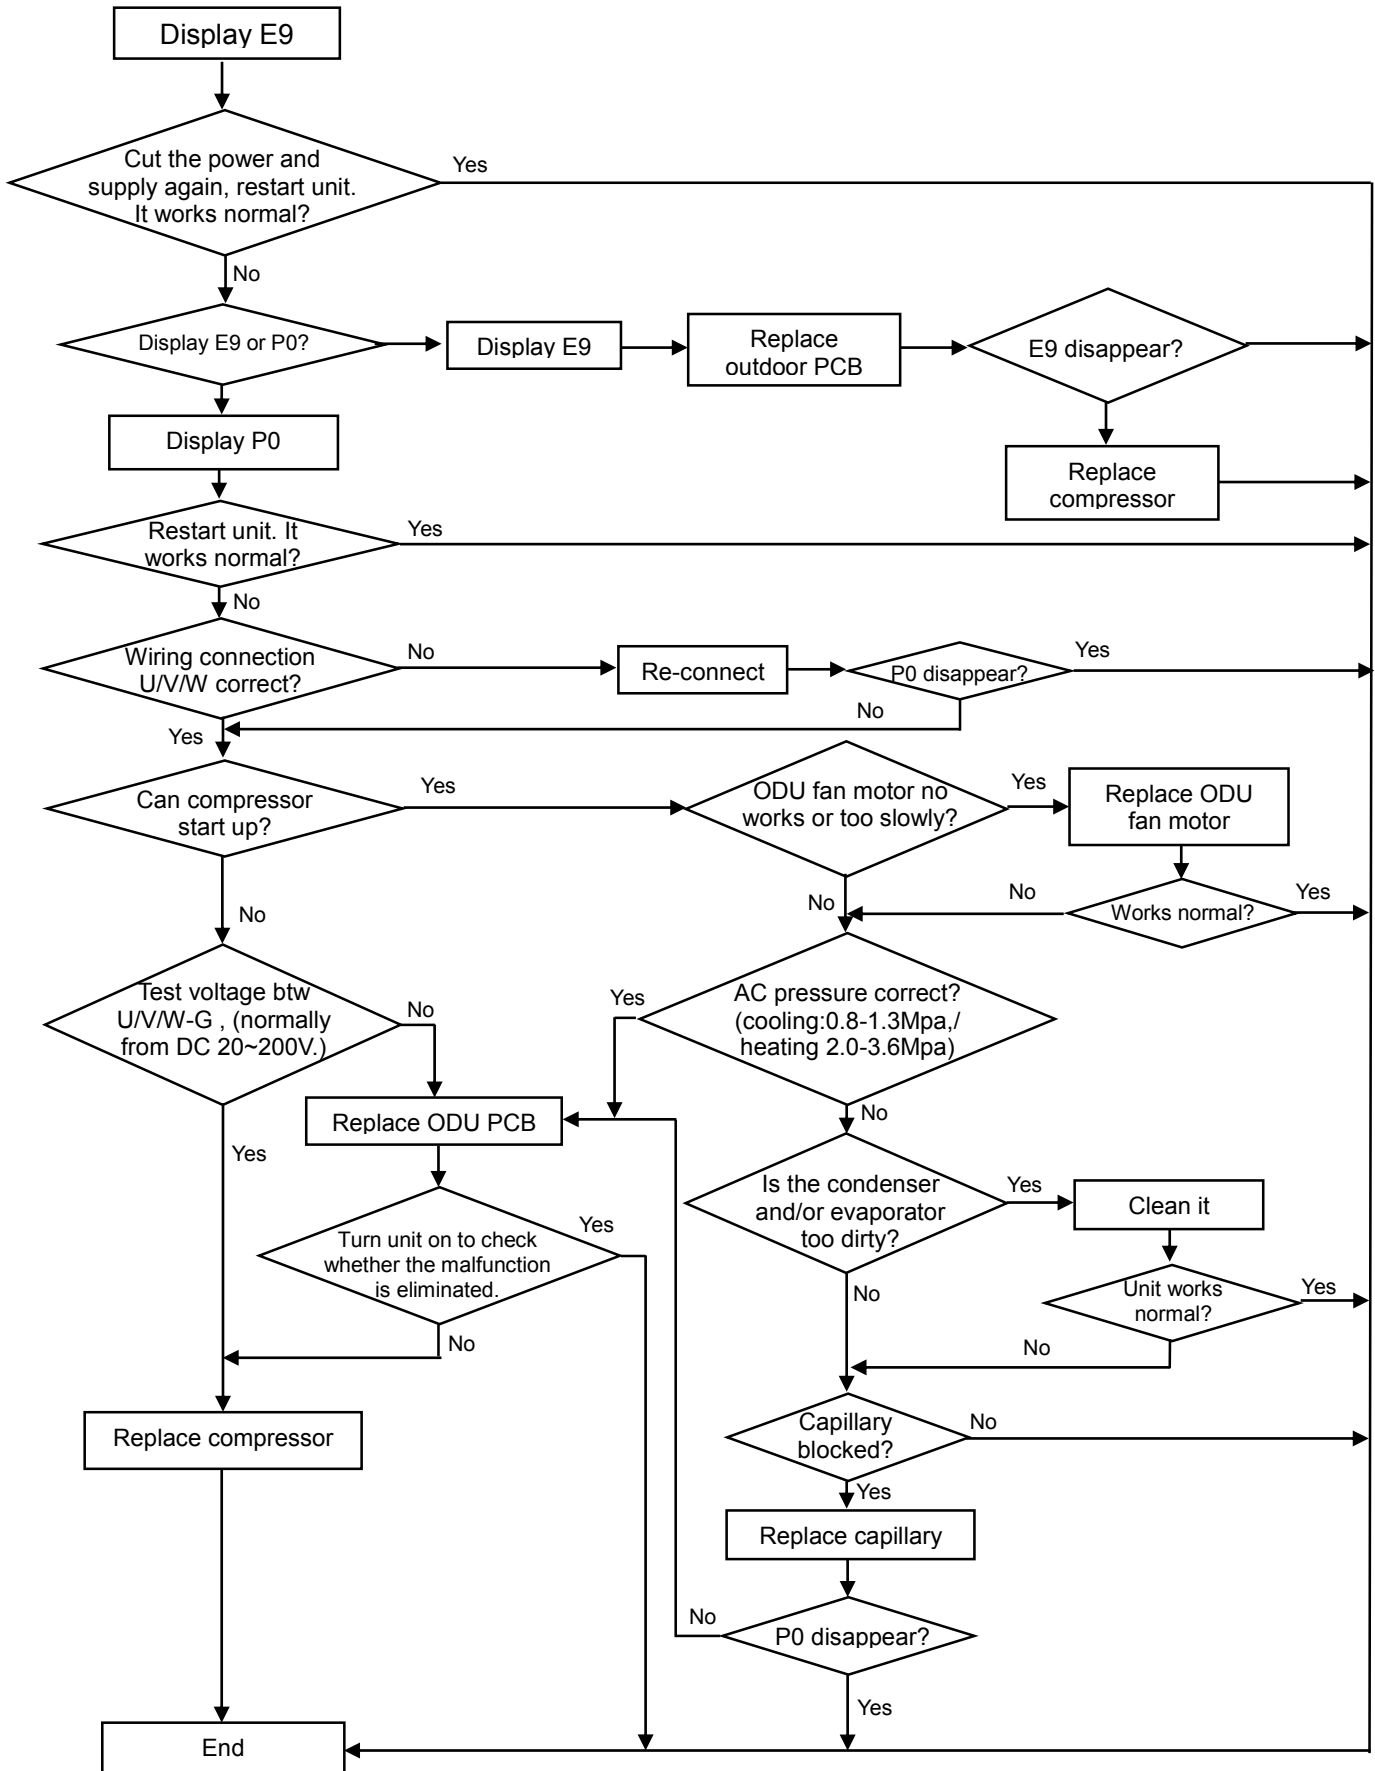 Display E9
Cut the power and
supply again, restart unit.
It works normal?
Yes
No
Display E9 or P0?
Display E9
Replace
outdoor PCB
E9 disappear?
Display P0
Replace
compressor
Restart unit. It
works normal?
Yes
No
Wiring connection
U/V/W correct?
No
Re-connect
P0 disappear?
Yes
No
Yes
Can compressor
start up?
Yes
ODU fan motor no
works or too slowly?
Yes
Replace ODU
fan motor
No
No
Works normal?
Yes
No
Test voltage btw
U/V/W-G , (normally
from DC 20~200V.)
No
Yes
AC pressure correct?
(cooling:0.8-1.3Mpa,/
heating 2.0-3.6Mpa)
Replace ODU PCB
No
Yes
Is the condenser
and/or evaporator
too dirty?
Yes
Clean it
Turn unit on to check
whether the malfunction
is eliminated.
Yes
No
Unit works
normal?
Yes
No
No
Replace compressor
Capillary
blocked?
No
Yes
Replace capillary
No
P0 disappear?
Yes
End